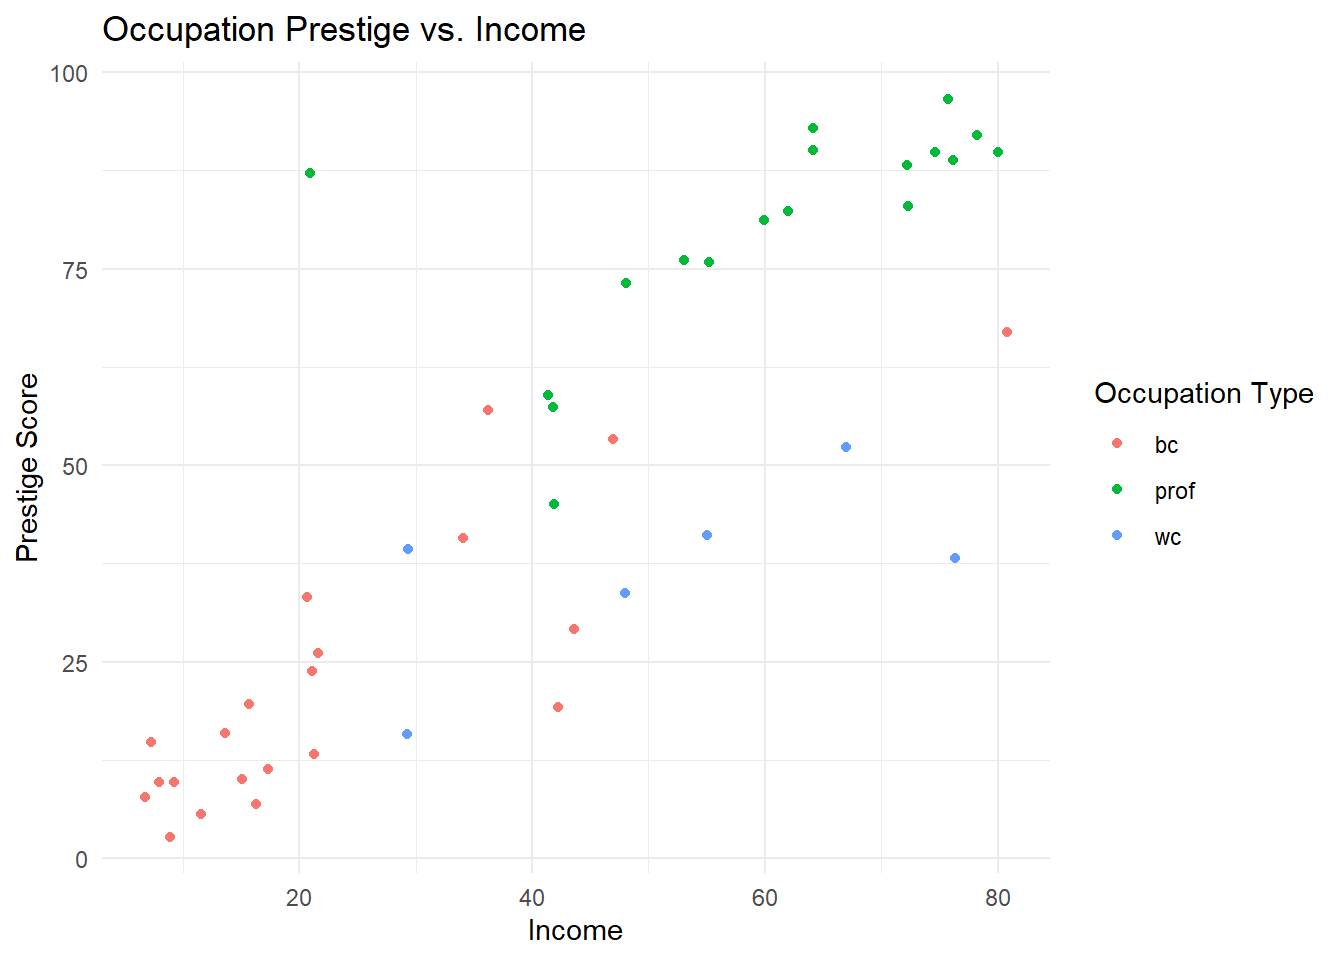 Occupation Prestige vs. Income
100
75
50
25
0
Prestige Score
20 40 60 80
Income
Occupation Type
bc
prof
wc